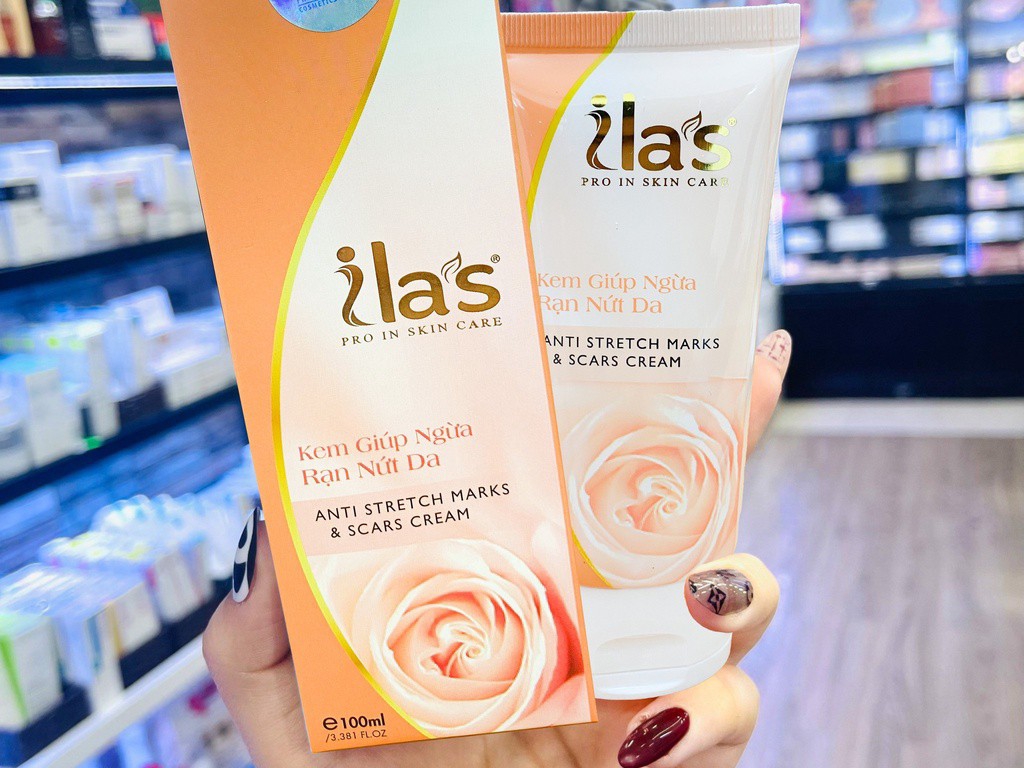 COSMETICS
ila's®
PRO IN SKIN CARE
Kem Giúp Ngừa
Rạn Nứt Da
ANTI STRETCH MARKS
& SCARS CREAM
e100ml
/3.381 FL.OZ
ila's®
PRO IN SKIN CARE
Kem Giúp Ngừa
Rạn Nứt Da
ANTI STRETCH MARKS
& SCARS CREAM